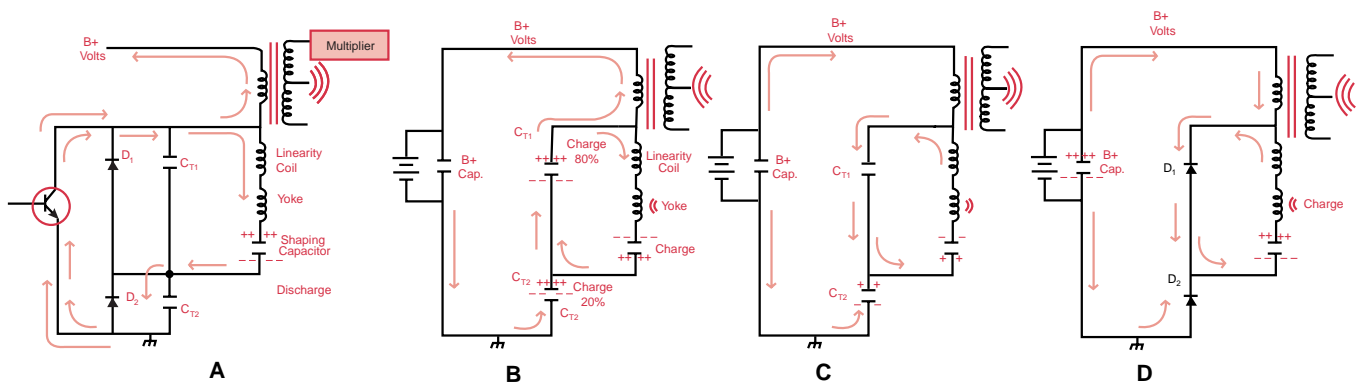 B+
Volts
Multiplier
D1
CT1
Linearity
Coil
Yoke
++ ++
Shaping
Capacitor
– – – –
Discharge
D2
CT2
A
B+
Volts
CT1
Charge
80%
++ ++
– – – –
B+
Cap.
Linearity
Coil
Yoke
– – – –
Charge
++ ++
CT2
++++
– – – –
Charge
20%
CT2
B
B+
Volts
B+
Cap.
CT1
– –
+ +
+ +
CT2
– –
C
B+
Volts
++ ++
B+
– – – –
Cap.
D1
Charge
++ ++
– – – –
D2
D